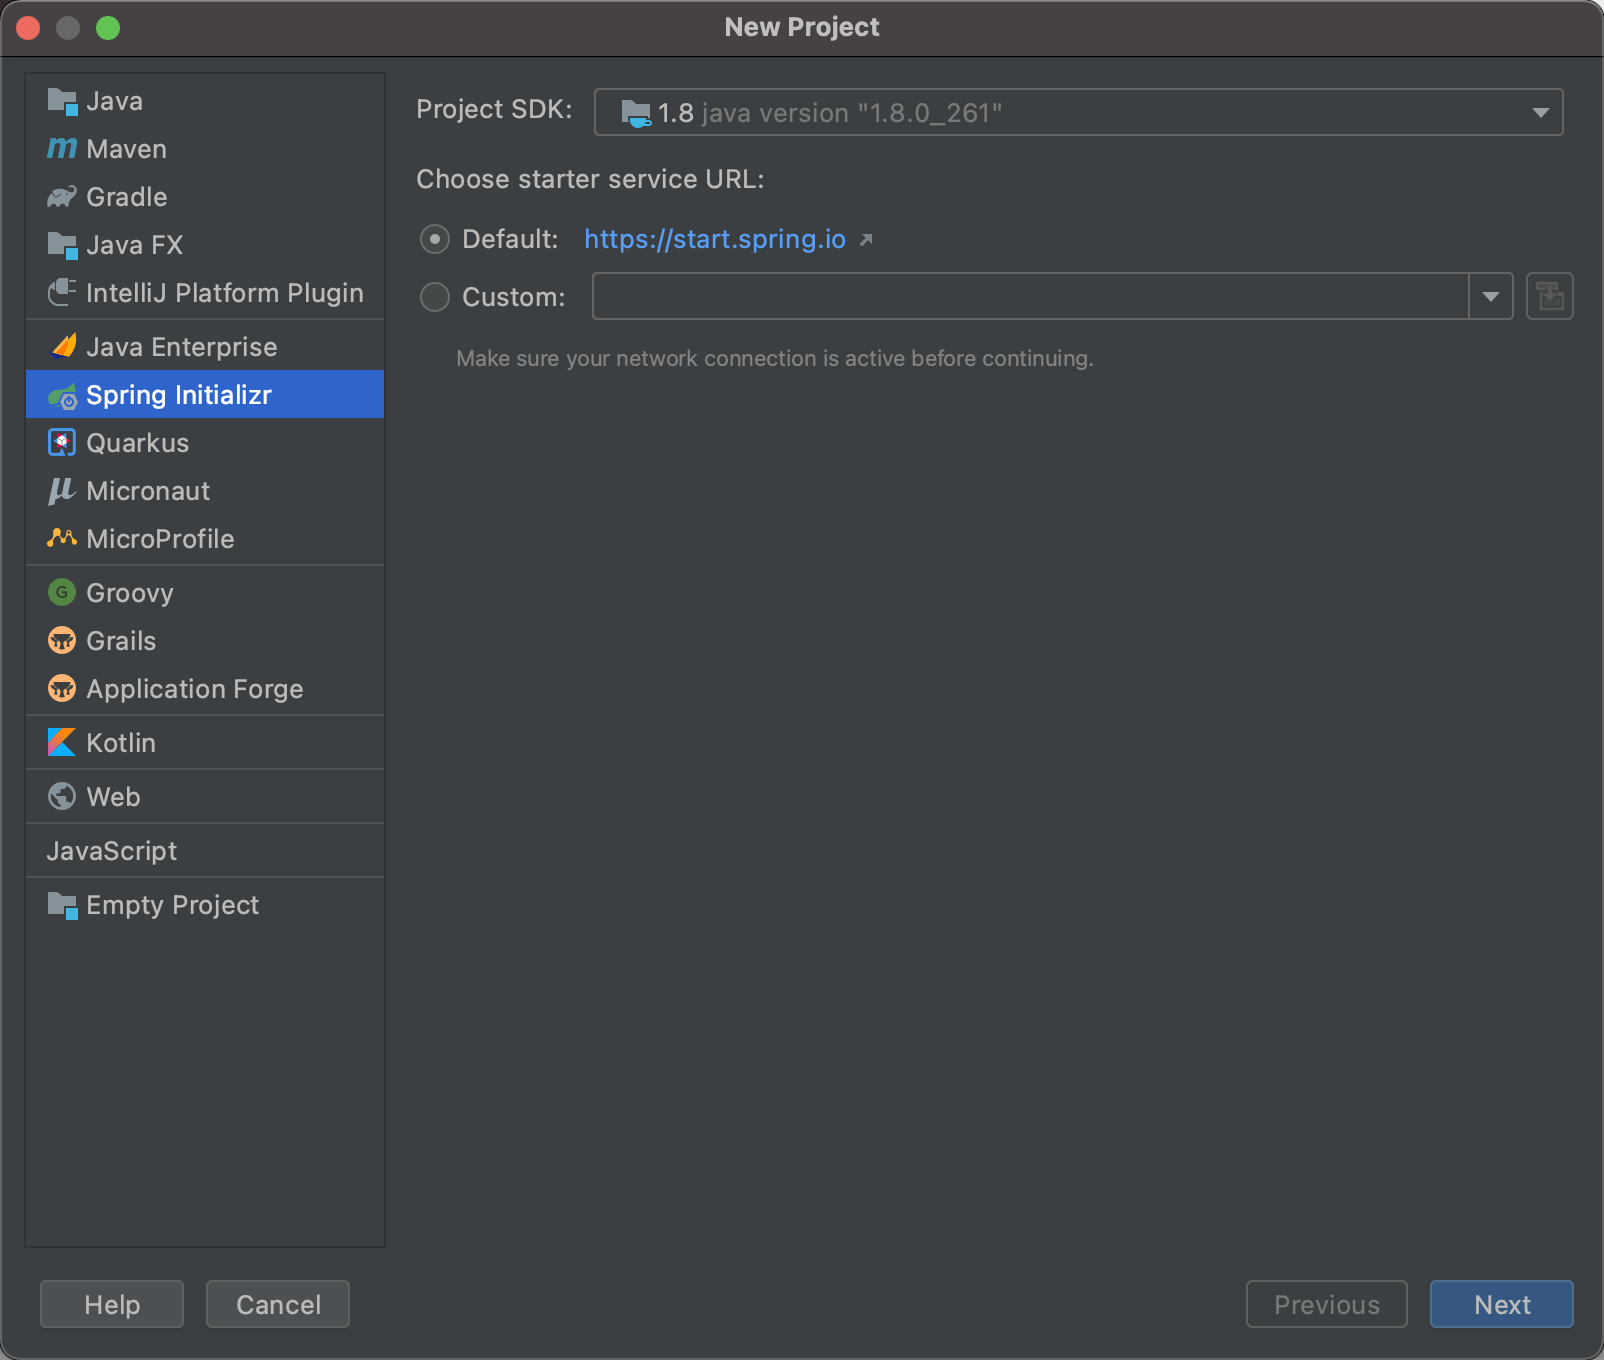 New Project
Java
Maven
Gradle
Java FX
IntelliJ Platform Plugin
Java Enterprise
Spring Initializr
Quarkus
Micronaut
MicroProfile
Groovy
Grails
Application Forge
Kotlin
Web
JavaScript
Empty Project
Project SDK: 1.8 java version "1.8.0_261"
Choose starter service URL:
Default: https://start.spring.io
Custom:
Make sure your network connection is active before continuing.
Help Cancel Previous Next